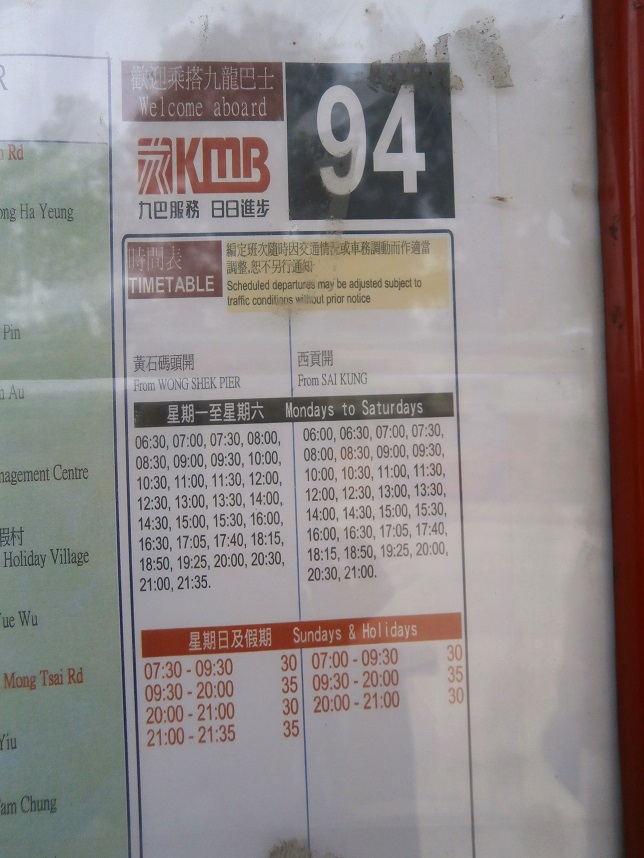 歡迎乘搭九龍巴士
Welcome aboard
KMB
九巴服務 日日進步
94
時間表
TIMETABLE
編定班次隨時因交通情況或車務調動而作適當
調整,恕不另行通知
Scheduled departures may be adjusted subject to
traffic conditions without prior notice
黃石碼頭開
From WONG SHEK PIER
西貢開
From SAI KUNG
星期一至星期六 Mondays to Saturdays
06:30, 07:00, 07:30, 08:00,
08:30, 09:00, 09:30, 10:00,
10:30, 11:00, 11:30, 12:00,
12:30, 13:00, 13:30, 14:00,
14:30, 15:00, 15:30, 16:00,
16:30, 17:05, 17:40, 18:15,
18:50, 19:25, 20:00, 20:30,
21:00, 21:35.
06:00, 06:30, 07:00, 07:30,
08:00, 08:30, 09:00, 09:30,
10:00, 10:30, 11:00, 11:30,
12:00, 12:30, 13:00, 13:30,
14:00, 14:30, 15:00, 15:30,
16:00, 16:30, 17:05, 17:40,
18:15, 18:50, 19:25, 20:00,
20:30, 21:00.
星期日及假期 Sundays & Holidays
07:30 - 09:30 30
09:30 - 20:00 35
20:00 - 21:00 30
21:00 - 21:35 35
07:00 - 09:30 30
09:30 - 20:00 35
20:00 - 21:00 30
R
Rd
Ha Yeung
Pin
Au
Centre
假村
Holiday Village
Wu
Mong Tsai Rd
Yiu
Chung